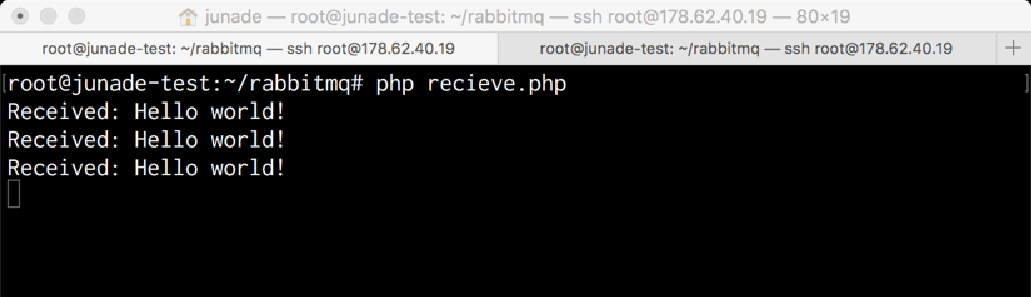 junade — root@junade-test: ~/rabbitmq — ssh root@178.62.40.19 — 80×19
root@junade-test: ~/rabbitmq — ssh root@178.62.40.19
root@junade-test: ~/rabbitmq — ssh root@178.62.40.19
+
[root@junade-test:~/rabbitmq# php recieve.php ]
Received: Hello world!
Received: Hello world!
Received: Hello world!